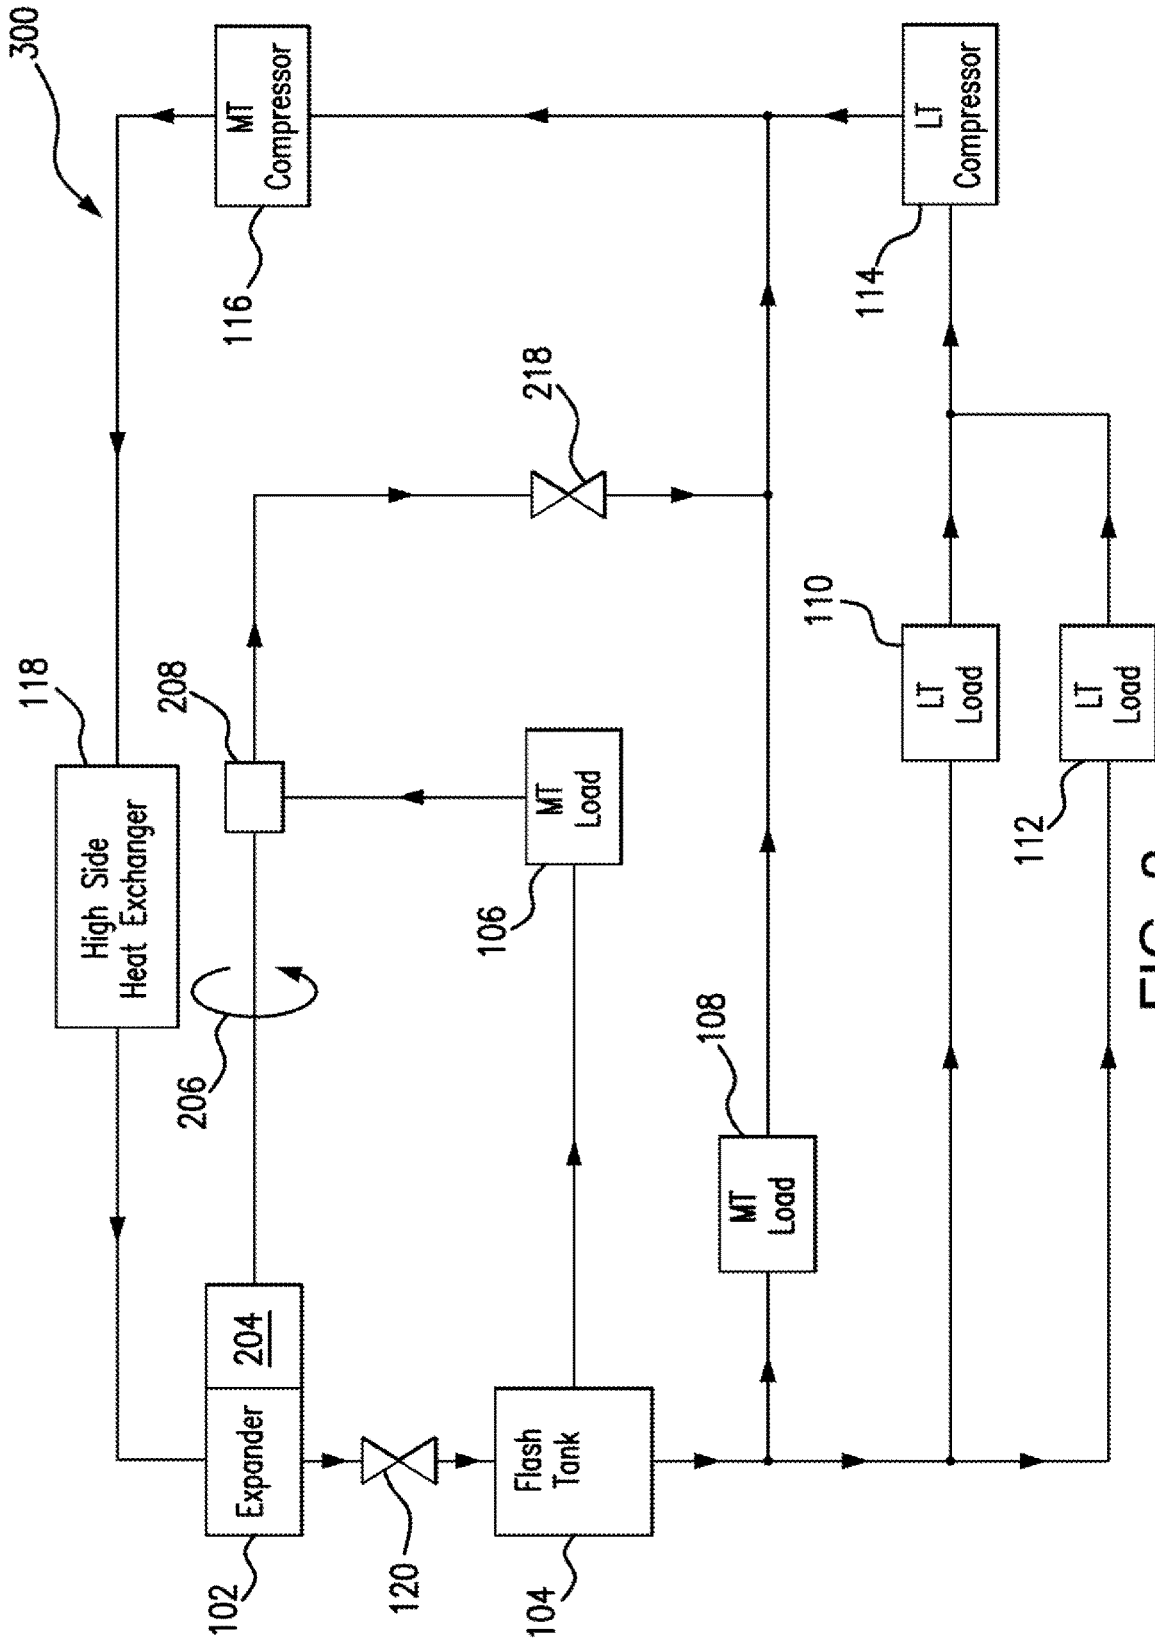 300
118
High Side
Heat Exchanger
206
208
102
Expander
204
MT
Compressor
116
120
218
104
Flash
Tank
106
MT
Load
108
MT
Load
110
LT
Load
114
LT
Compressor
112
LT
Load
FIG.